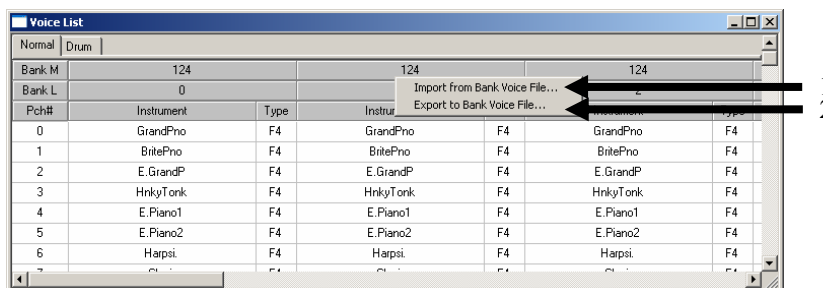 Voice List
Normal Drum
Bank M 124 124 124
Import from Bank Voice File...
Bank L 0 2
Export to Bank Voice File...
Pch# Instrument Type F4 Instrument Type
0 GrandPno F4 GrandPno F4 GrandPno F4
1 BritePno F4 BritePno F4 BritePno F4
2 E.GrandP F4 E.GrandP F4 E.GrandP F4
3 HnkyTonk F4 HnkyTonk F4 HnkyTonk F4
4 E.Piano1 F4 E.Piano1 F4 E.Piano1 F4
5 E.Piano2 F4 E.Piano2 F4 E.Piano2 F4
6 Harpsi. F4 Harpsi. F4 Harpsi. F4